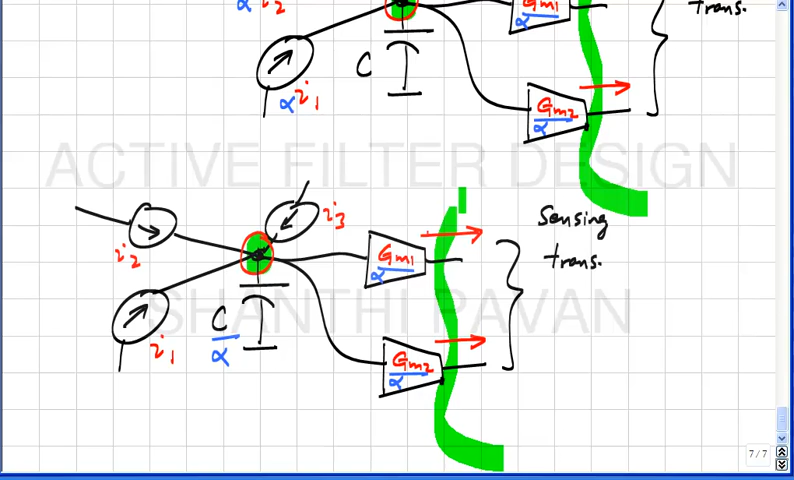 α i2
Gm1
α
trans.
C
α i1
Gm2
α
ACTIVE FILTER DESIGN
i2
i3
Gm1
α
Sensing
trans.
C
α
SHANTHI PAVAN
i1
Gm2
α
7 / 7